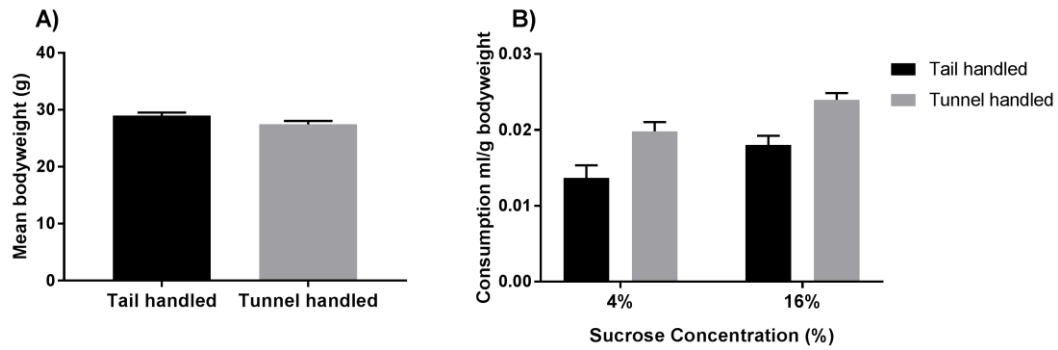 A)
Mean bodyweight (g)
40
30
20
10
0
Tail handled
Tunnel handled
B)
Consumption ml/g bodyweight
0.03
0.02
0.01
0.00
4%
16%
Sucrose Concentration (%)
Tail handled
Tunnel handled